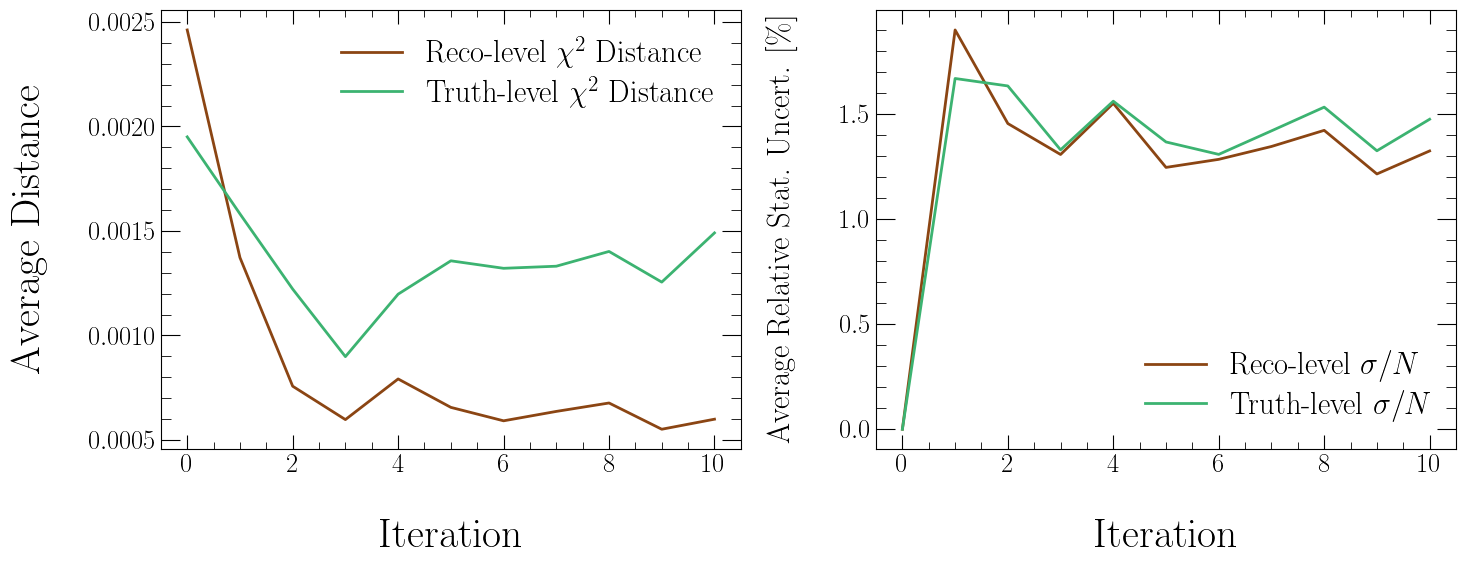 Average Distance
0.0025
0.0020
0.0015
0.0010
0.0005
Reco-level χ² Distance
Truth-level χ² Distance
0 2 4 6 8 10
Iteration
Average Relative Stat. Uncert. [%]
1.5
1.0
0.5
0.0
Reco-level σ/N
Truth-level σ/N
0 2 4 6 8 10
Iteration